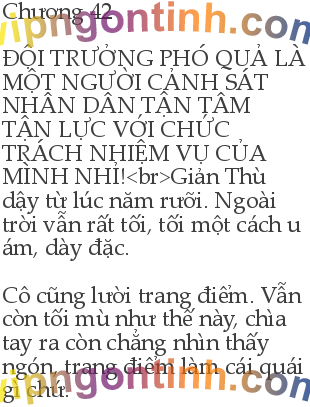 Chương 42
vipngontinh.com
ĐỘI TRƯỞNG PHÓ QUẢ LÀ
MỘT NGƯỜI CẢNH SÁT
NHÂN DÂN TẬN TÂM
TẬN LỰC VỚI CHỨC
TRÁCH NHIỆM VỤ CỦA
MÌNH NHỈ!<br>Giản Thù
dậy từ lúc năm rưỡi. Ngoài
trời vẫn rất tối, tối một cách u
ám, dày đặc.
Cô cũng lười trang điểm. Vẫn
còn tối mù như thế này, chìa
tay ra còn chẳng nhìn thấy
ngón, trang điểm làm cái quái
gì chứ.
vipngontinh.com